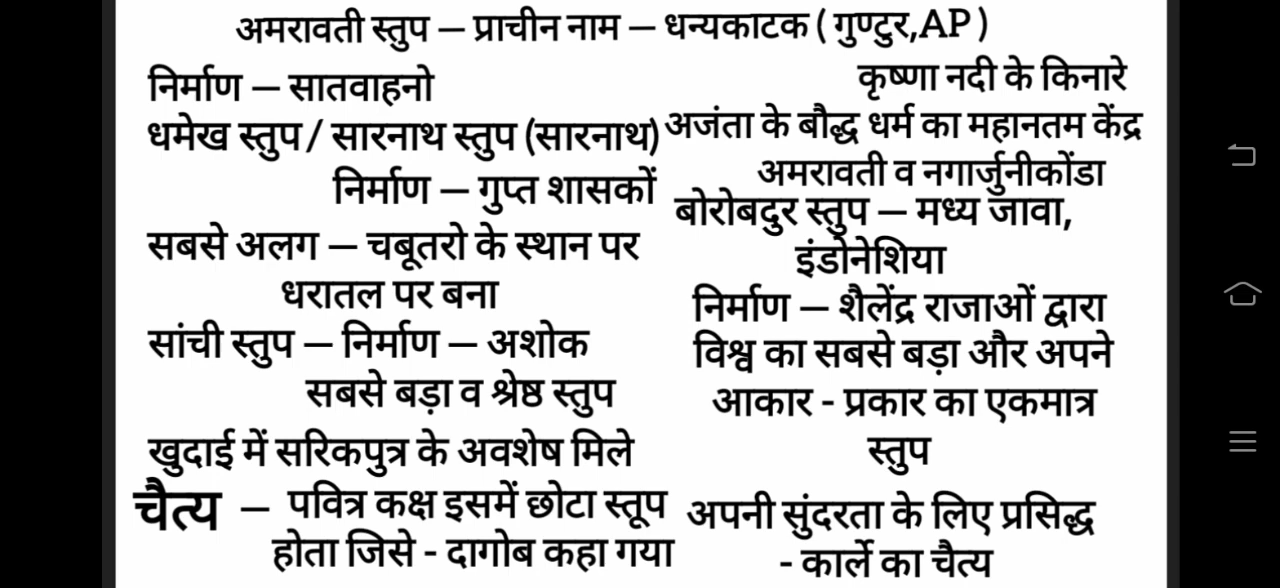 अमरावती स्तुप – प्राचीन नाम – धन्यकाटक ( गुण्टुर,AP )
कृष्णा नदी के किनारे
निर्माण – सातवाहनो
धमेख स्तुप / सारनाथ स्तुप (सारनाथ)
निर्माण – गुप्त शासकों
सबसे अलग – चबूतरो के स्थान पर
धरातल पर बना
सांची स्तुप – निर्माण – अशोक
सबसे बड़ा व श्रेष्ठ स्तुप
खुदाई में सरिकपुत्र के अवशेष मिले
चैत्य – पवित्र कक्ष इसमें छोटा स्तूप
होता जिसे - दागोब कहा गया
अजंता के बौद्ध धर्म का महानतम केंद्र
अमरावती व नगार्जुनीकोंडा
बोरोबदुर स्तुप – मध्य जावा,
इंडोनेशिया
निर्माण – शैलेंद्र राजाओं द्वारा
विश्व का सबसे बड़ा और अपने
आकार - प्रकार का एकमात्र
स्तुप
अपनी सुंदरता के लिए प्रसिद्ध
- कार्ले का चैत्य